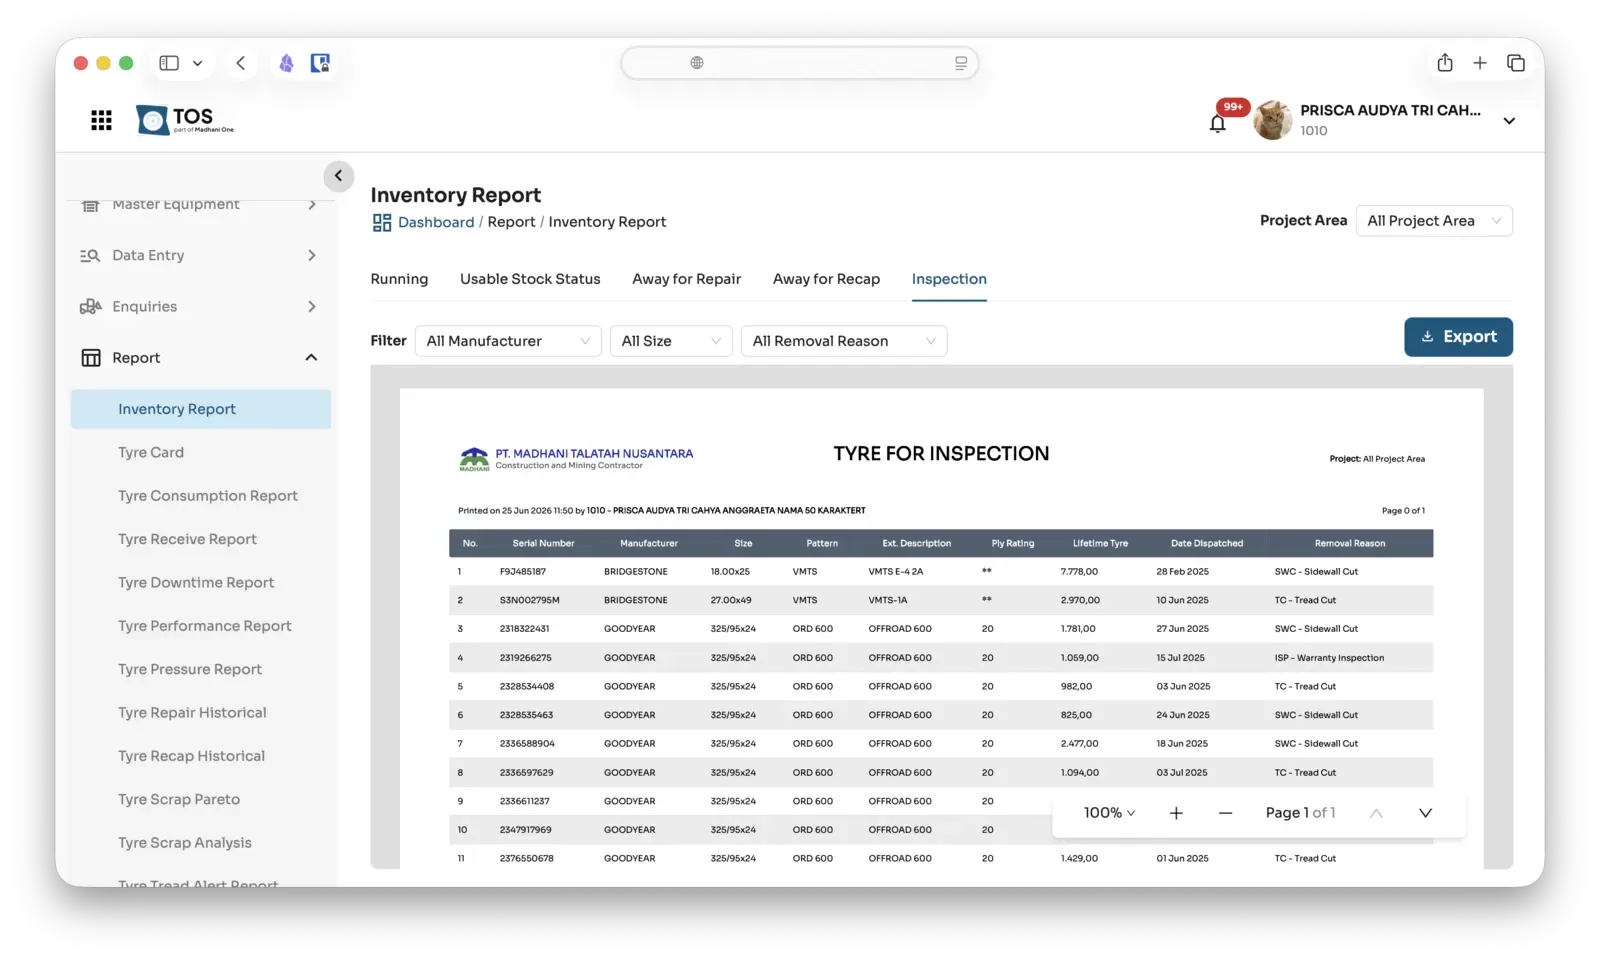 TOS
part of Madhani One
99+
PRISCA AUDYA TRI CAH...
1010
Master Equipment
Data Entry
Enquiries
Report
Inventory Report
Tyre Card
Tyre Consumption Report
Tyre Receive Report
Tyre Downtime Report
Tyre Performance Report
Tyre Pressure Report
Tyre Repair Historical
Tyre Recap Historical
Tyre Scrap Pareto
Tyre Scrap Analysis
Tyre Tread Alert Report
Inventory Report
Dashboard / Report / Inventory Report
Project Area All Project Area
Running Usable Stock Status Away for Repair Away for Recap Inspection
Filter All Manufacturer All Size All Removal Reason
Export
PT. MADHANI TALATAH NUSANTARA
Construction and Mining Contractor
MADHANI
TYRE FOR INSPECTION
Project: All Project Area
Printed on 25 Jun 2026 11:50 by 1010 - PRISCA AUDYA TRI CAHYA ANGGRAETA NAMA 50 KARAKTERT
Page 0 of 1
No. Serial Number Manufacturer Size Pattern Ext. Description Ply Rating Lifetime Tyre Date Dispatched Removal Reason
1 F9J485187 BRIDGESTONE 18.00x25 VMTS VMTS E-4 2A ** 7.778,00 28 Feb 2025 SWC - Sidewall Cut
2 S3N002795M BRIDGESTONE 27.00x49 VMTS VMTS-1A ** 2.970,00 10 Jun 2025 TC - Tread Cut
3 2318322431 GOODYEAR 325/95x24 ORD 600 OFFROAD 600 20 1.781,00 27 Jun 2025 SWC - Sidewall Cut
4 2319266275 GOODYEAR 325/95x24 ORD 600 OFFROAD 600 20 1.059,00 15 Jul 2025 ISP - Warranty Inspection
5 2328534408 GOODYEAR 325/95x24 ORD 600 OFFROAD 600 20 982,00 03 Jun 2025 TC - Tread Cut
6 2328535463 GOODYEAR 325/95x24 ORD 600 OFFROAD 600 20 825,00 24 Jun 2025 SWC - Sidewall Cut
7 2336588904 GOODYEAR 325/95x24 ORD 600 OFFROAD 600 20 2.477,00 18 Jun 2025 SWC - Sidewall Cut
8 2336597629 GOODYEAR 325/95x24 ORD 600 OFFROAD 600 20 1.094,00 03 Jul 2025 TC - Tread Cut
9 2336611237 GOODYEAR 325/95x24 ORD 600 OFFROAD 600 20
10 2347917969 GOODYEAR 325/95x24 ORD 600 OFFROAD 600 20
11 2376550678 GOODYEAR 325/95x24 ORD 600 OFFROAD 600 20 1.429,00 01 Jun 2025 TC - Tread Cut
100% Page 1 of 1